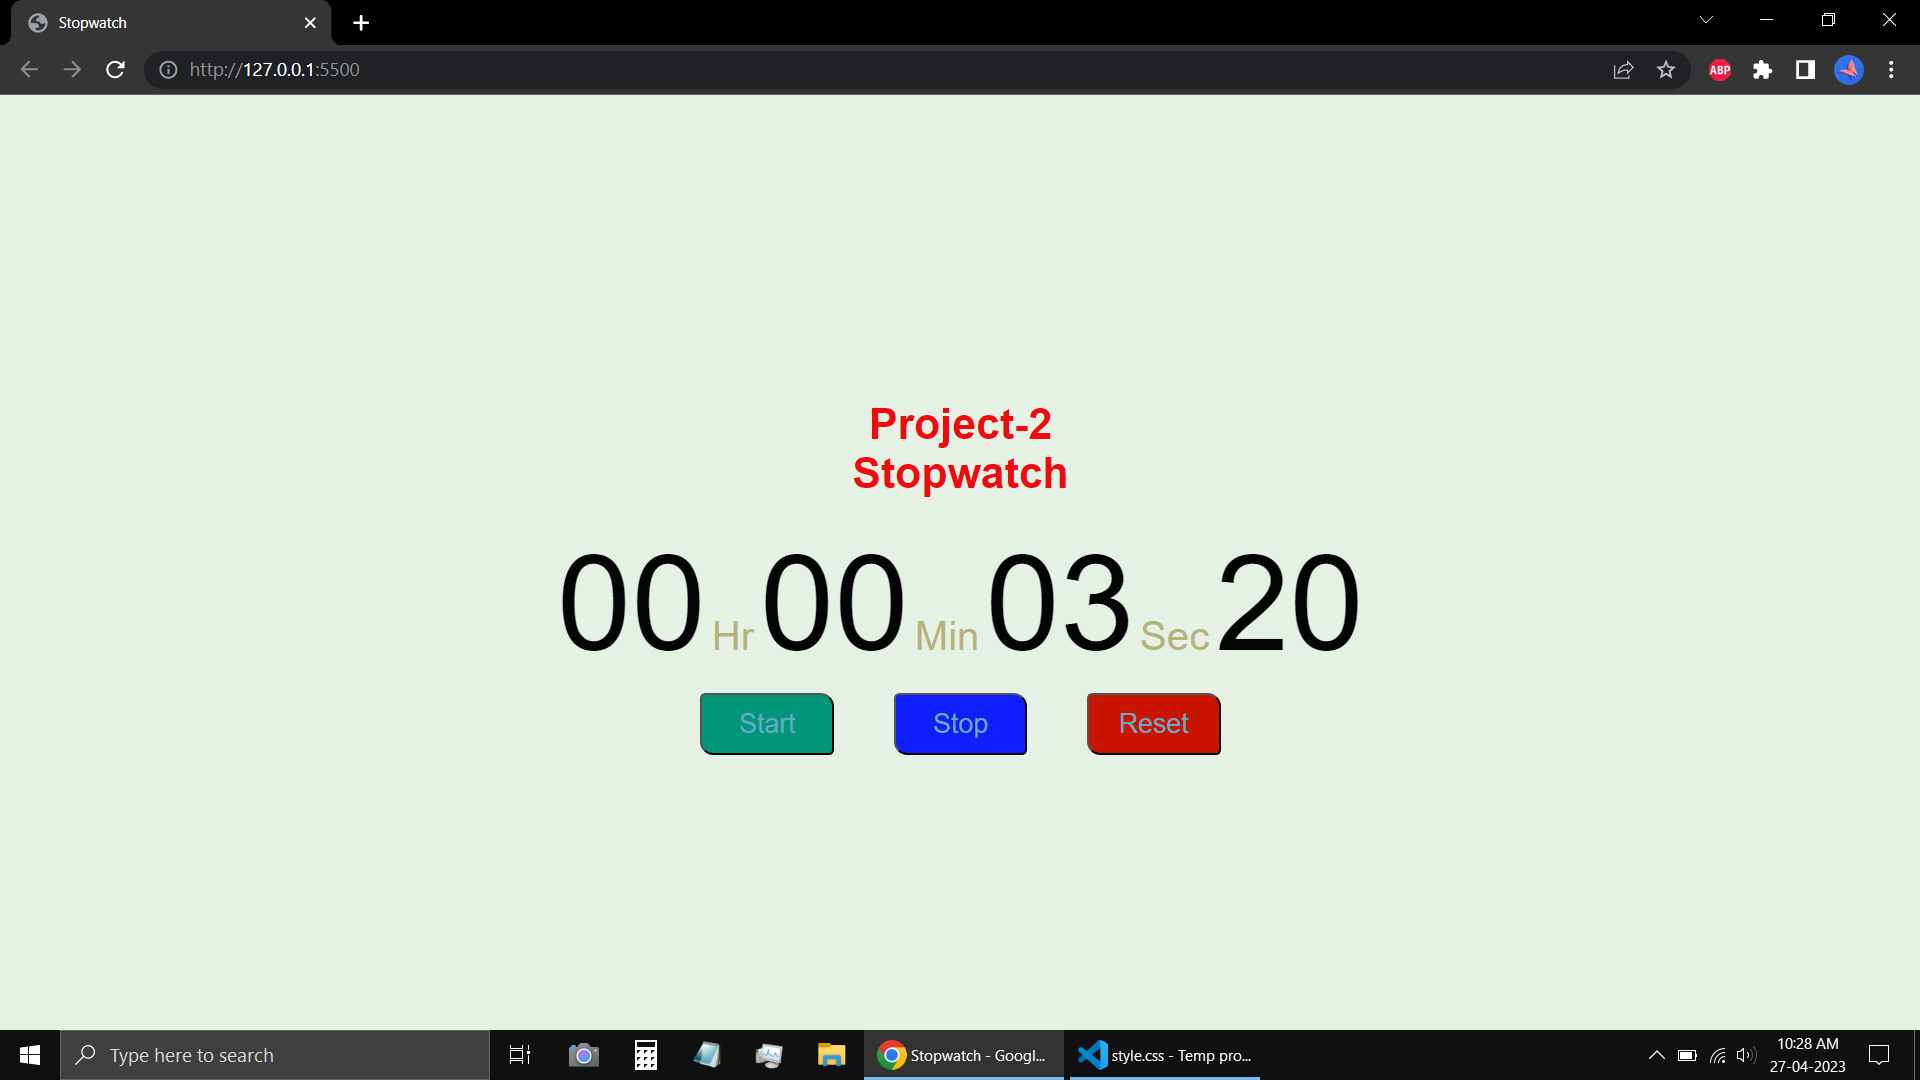 Stopwatch
http://127.0.0.1:5500
ABP
Project-2
Stopwatch
00 Hr 00 Min 03 Sec 20
Start Stop Reset
Type here to search
Stopwatch - Googl...
style.css - Temp pro...
10:28 AM
27-04-2023